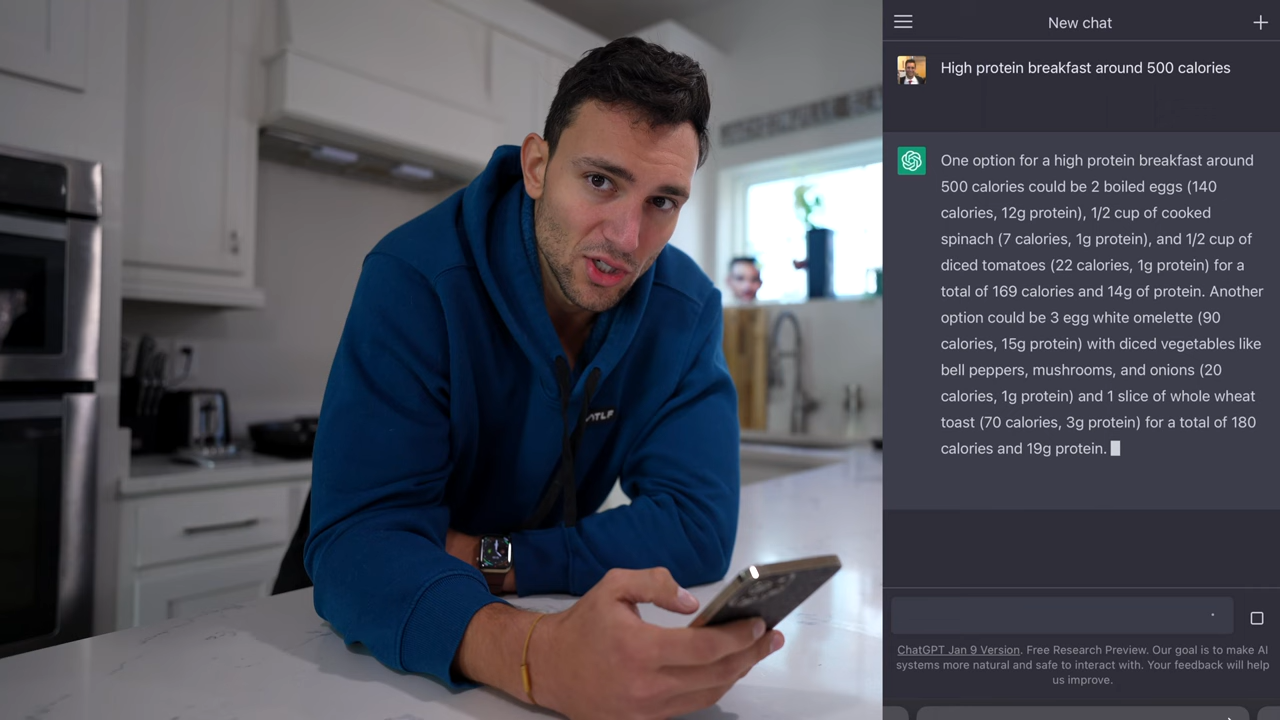 New chat
High protein breakfast around 500 calories
One option for a high protein breakfast around
500 calories could be 2 boiled eggs (140
calories, 12g protein), 1/2 cup of cooked
spinach (7 calories, 1g protein), and 1/2 cup of
diced tomatoes (22 calories, 1g protein) for a
total of 169 calories and 14g of protein. Another
option could be 3 egg white omelette (90
calories, 15g protein) with diced vegetables like
bell peppers, mushrooms, and onions (20
calories, 1g protein) and 1 slice of whole wheat
toast (70 calories, 3g protein) for a total of 180
calories and 19g protein.
ChatGPT Jan 9 Version. Free Research Preview. Our goal is to make AI
systems more natural and safe to interact with. Your feedback will help
us improve.